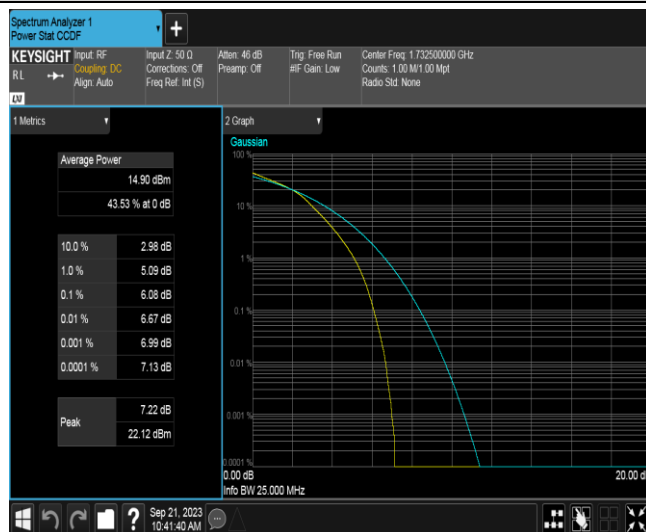 Spectrum Analyzer 1
Power Stat CCDF
KEYSIGHT
RL
LXI
Input: RF
Coupling: DC
Align: Auto
Input Z: 50 Ω
Corrections: Off
Freq Ref: Int (S)
Atten: 46 dB
Preamp: Off
Trig: Free Run
#IF Gain: Low
Center Freq: 1.732500000 GHz
Counts: 1.00 M/1.00 Mpt
Radio Std: None
1 Metrics
Average Power
14.90 dBm
43.53 % at 0 dB
10.0 % 2.98 dB
1.0 % 5.09 dB
0.1 % 6.08 dB
0.01 % 6.67 dB
0.001 % 6.99 dB
0.0001 % 7.13 dB
Peak
7.22 dB
22.12 dBm
2 Graph
Gaussian
100 %
10 %
1 %
0.1 %
0.01 %
0.001 %
0.0001 %
0.00 dB
20.00 d
Info BW 25.000 MHz
Sep 21, 2023
10:41:40 AM